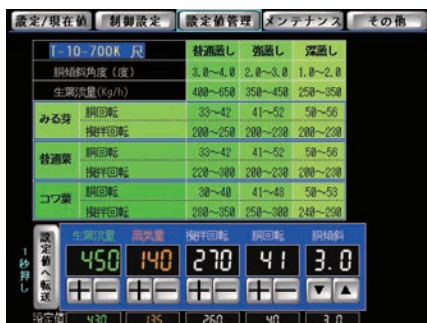 設定/現在値 制御設定 設定値管理 メンテナンス その他
T-10-700K 尺 普通蒸し 強蒸し 深蒸し
胴傾斜角度(度) 3.0〜4.0 2.0〜3.0 1.0〜2.0
生葉流量(Kg/h) 400〜650 350〜450 250〜350
みる芽 胴回転 33〜42 41〜52 50〜56
撹拌回転 200〜250 200〜230 200〜230
普通葉 胴回転 33〜42 41〜52 50〜56
撹拌回転 220〜300 200〜230 200〜230
コワ葉 胴回転 30〜40 41〜48 50〜53
撹拌回転 280〜350 250〜300 240〜290
1秒押し 設定値へ転送
生葉流量 蒸気量 撹拌回転 胴回転 胴傾斜
450 140 270 41 3.0
+ − + − + − + − ▼ ▲
設定値 430 135 260 40 3.0